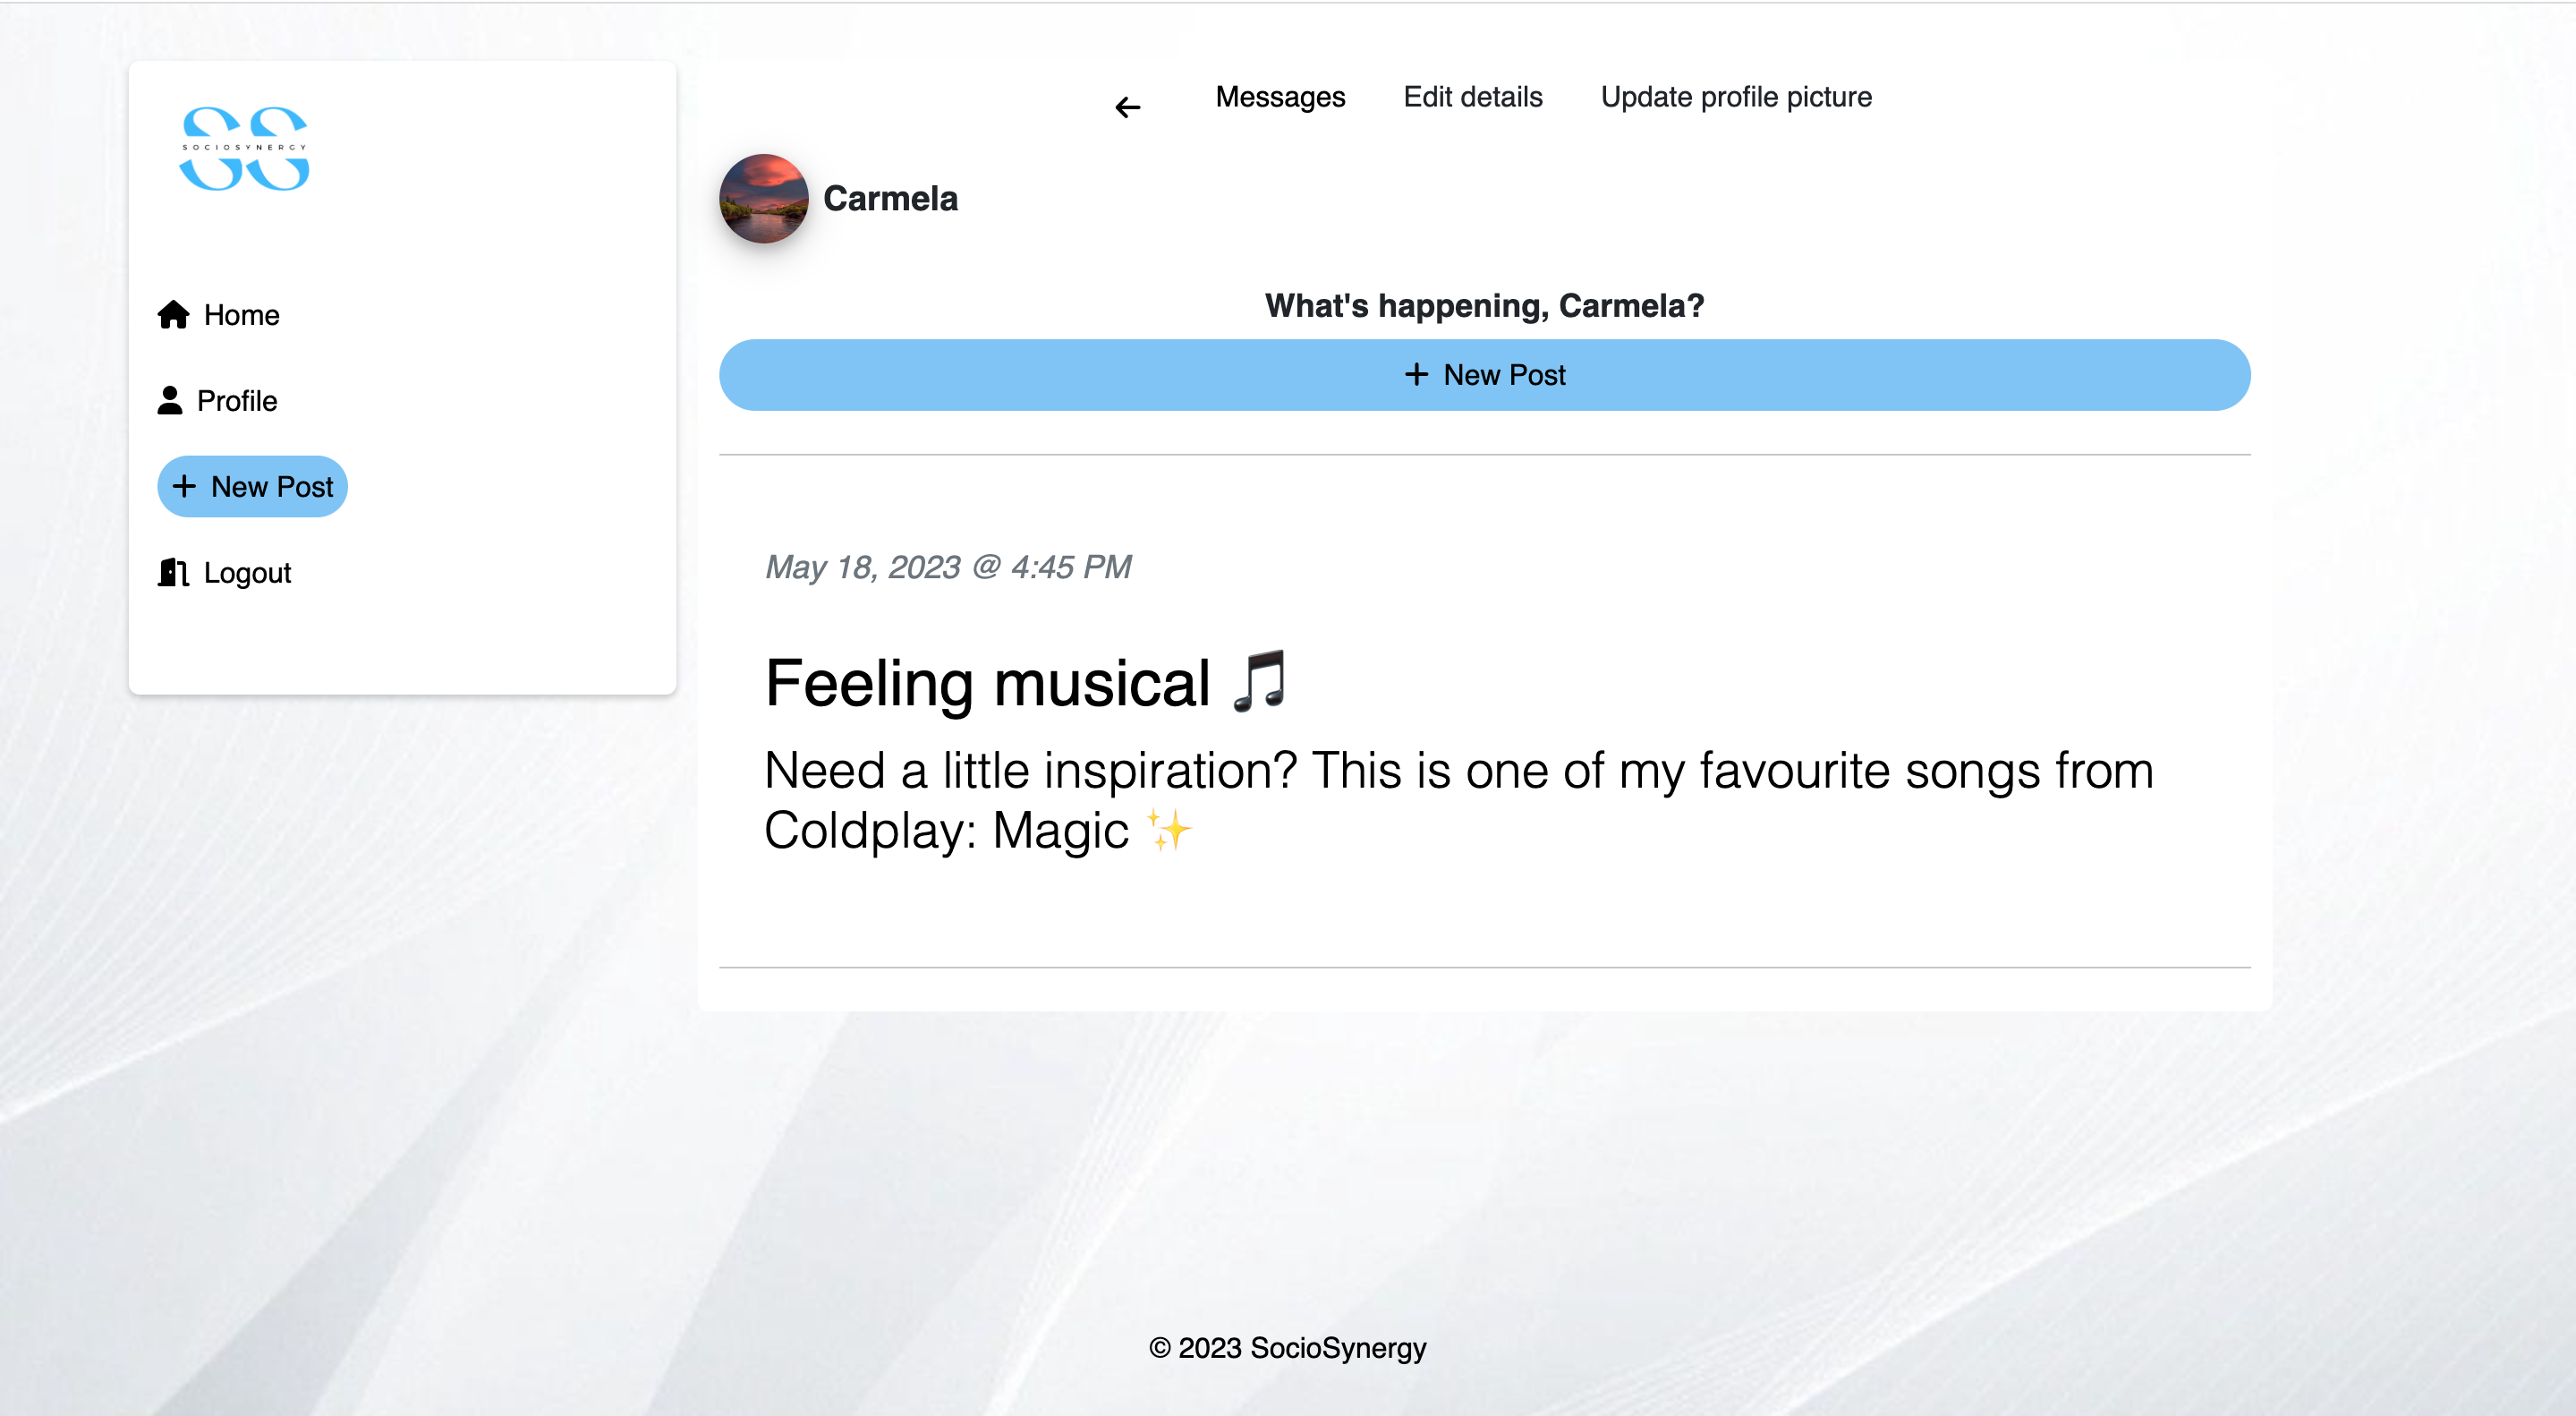 SOCIOSYNERGY
Home
Profile
+ New Post
Logout
← Messages Edit details Update profile picture
Carmela
What's happening, Carmela?
+ New Post
May 18, 2023 @ 4:45 PM
Feeling musical 🎵
Need a little inspiration? This is one of my favourite songs from
Coldplay: Magic ✨
© 2023 SocioSynergy